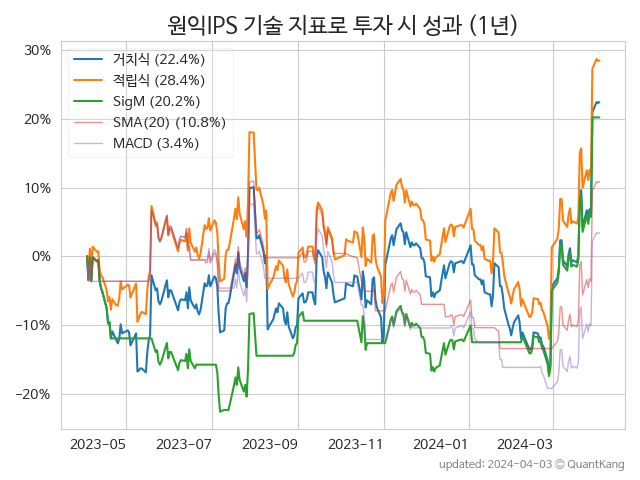 원익IPS 기술 지표로 투자 시 성과 (1년)
30%
20%
10%
0%
−10%
−20%
거치식 (22.4%)
적립식 (28.4%)
SigM (20.2%)
SMA(20) (10.8%)
MACD (3.4%)
2023-05
2023-07
2023-09
2023-11
2024-01
2024-03
updated: 2024-04-03 ⓒ QuantKang